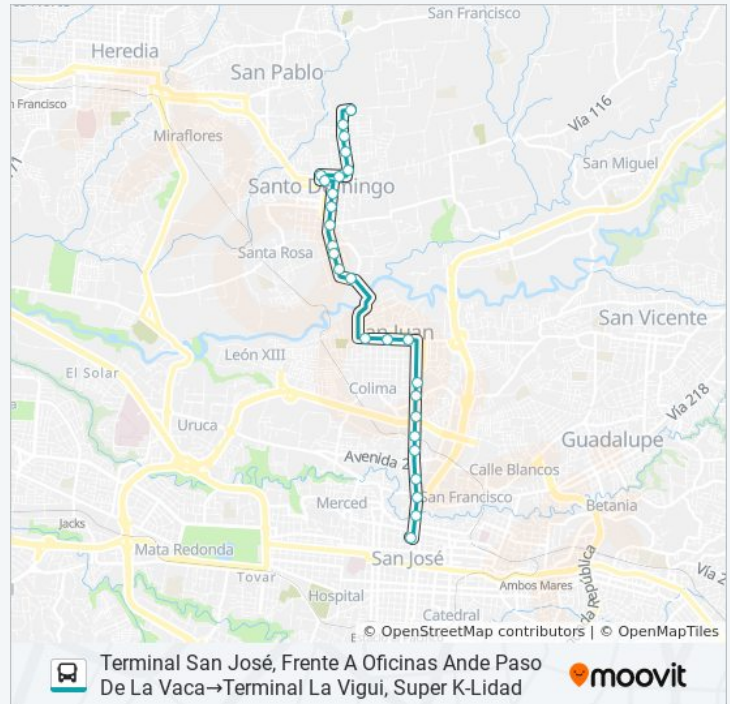 San Francisco
Heredia
San Pablo
Francisco
Vía 116
Miraflores
San Miguel
Santo Domingo
Santa Rosa
San Juan
San Vicente
León XIII
El Solar
Colima
Vía 218
Uruca
Guadalupe
Avenida 2
Calle Blancos
Merced
San Francisco
Betania
Jacks
Mata Redonda
San José
Tovar
Ambos Mares
Hospital
Catedral
© OpenStreetMap contributors | © OpenMapTiles
Terminal San José, Frente A Oficinas Ande Paso
De La Vaca→Terminal La Vigui, Super K-Lidad
moovit